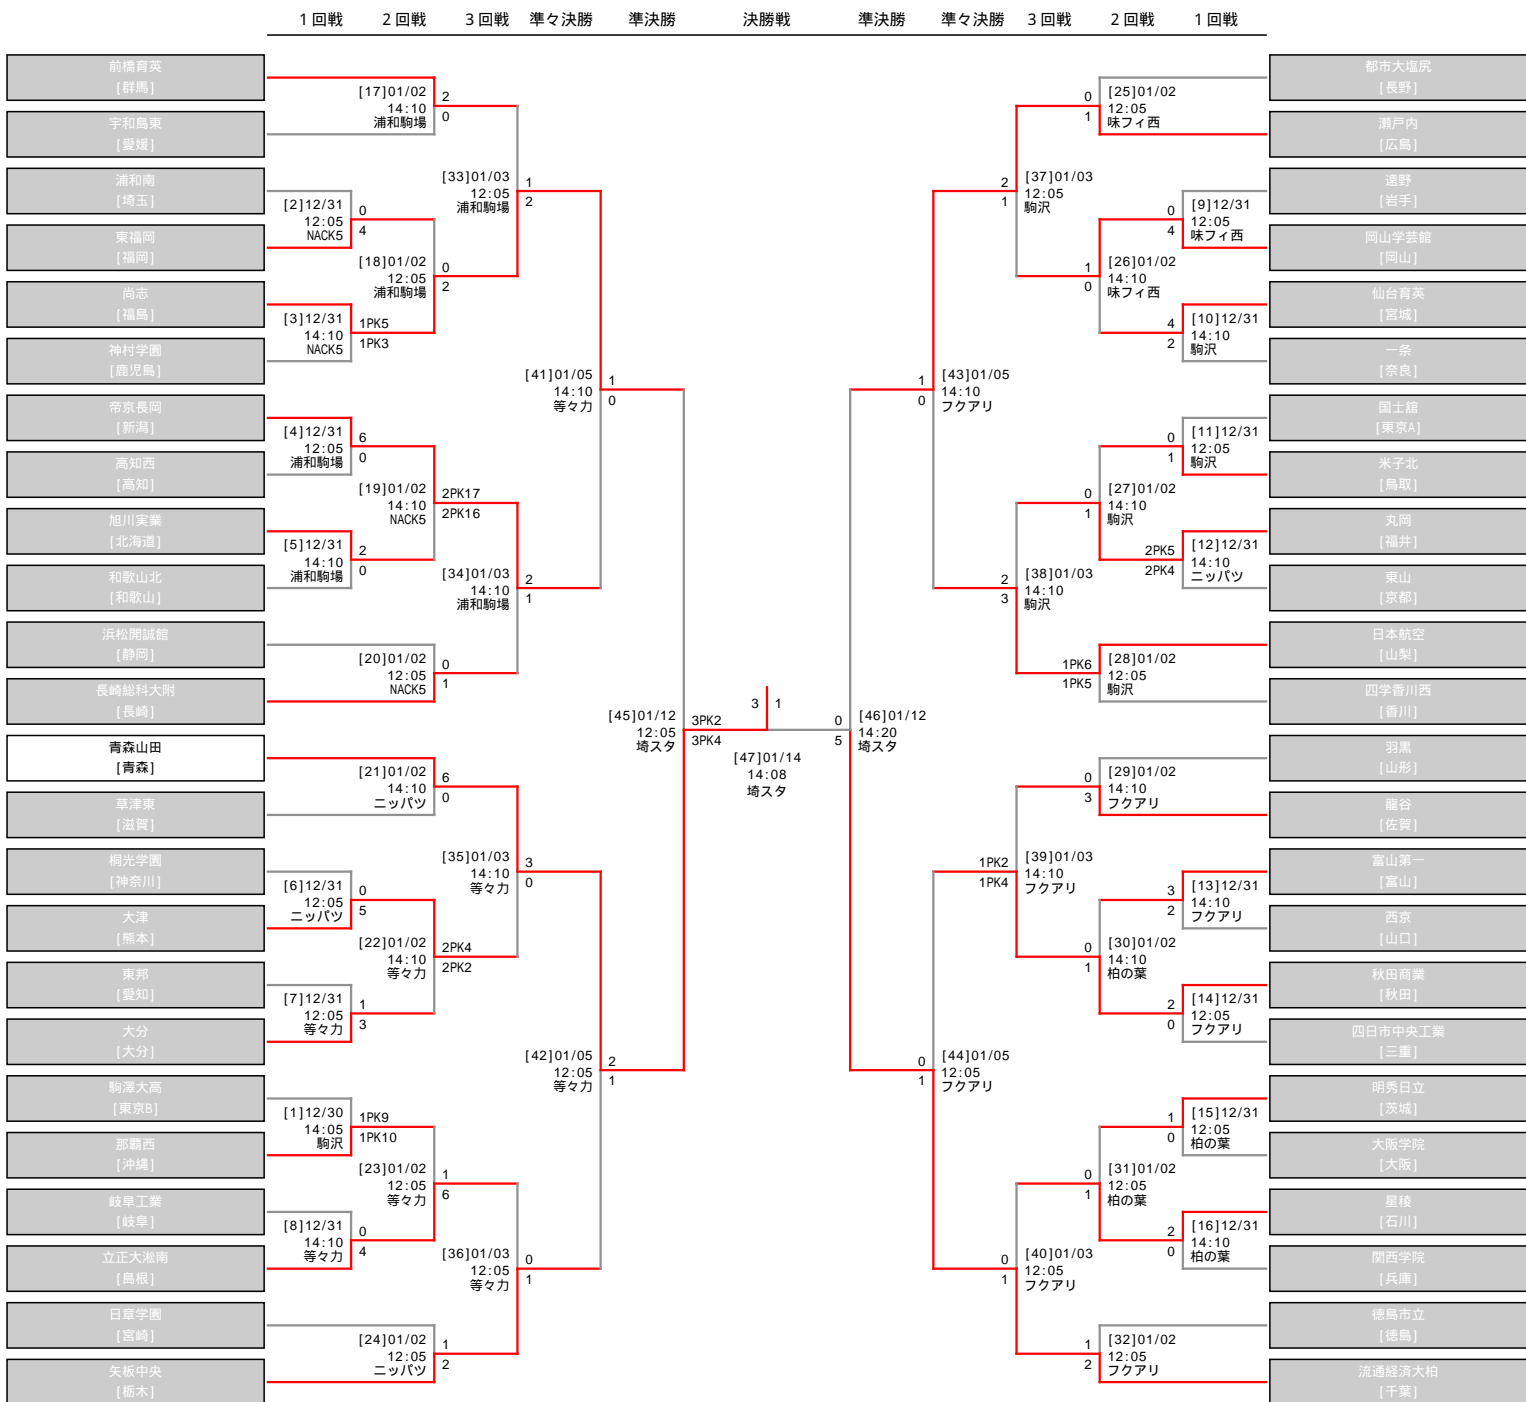 1回戦 2回戦 3回戦 準々決勝 準決勝 決勝戦 準決勝 準々決勝 3回戦 2回戦 1回戦
前橋育英
[群馬]
宇和島東
[愛媛]
浦和南
[埼玉]
東福岡
[福岡]
尚志
[福島]
神村学園
[鹿児島]
帝京長岡
[新潟]
高知西
[高知]
旭川実業
[北海道]
和歌山北
[和歌山]
浜松開誠館
[静岡]
長崎総科大附
[長崎]
青森山田
[青森]
草津東
[滋賀]
桐光学園
[神奈川]
大津
[熊本]
東邦
[愛知]
大分
[大分]
駒澤大高
[東京B]
那覇西
[沖縄]
岐阜工業
[岐阜]
立正大淞南
[島根]
日章学園
[宮崎]
矢板中央
[栃木]
[2]12/31
12:05
NACK5
0
4
[3]12/31
14:10
NACK5
1PK5
1PK3
[4]12/31
12:05
浦和駒場
6
0
[5]12/31
14:10
浦和駒場
2
0
[6]12/31
12:05
ニッパツ
0
5
[7]12/31
12:05
等々力
1
3
[1]12/30
14:05
駒沢
1PK9
1PK10
[8]12/31
14:10
等々力
0
4
[17]01/02
14:10
浦和駒場
2
0
[18]01/02
12:05
浦和駒場
0
2
[19]01/02
14:10
NACK5
2PK17
2PK16
[20]01/02
12:05
NACK5
0
1
[21]01/02
14:10
ニッパツ
6
0
[22]01/02
14:10
等々力
2PK4
2PK2
[23]01/02
12:05
等々力
1
6
[24]01/02
12:05
ニッパツ
1
2
[33]01/03
12:05
浦和駒場
1
2
[34]01/03
14:10
浦和駒場
2
1
[35]01/03
14:10
等々力
3
0
[36]01/03
12:05
等々力
0
1
[41]01/05
14:10
等々力
1
0
[42]01/05
12:05
等々力
2
1
[45]01/12
12:05
埼スタ
3PK2
3PK4
3 1
[47]01/14
14:08
埼スタ
0
5
[46]01/12
14:20
埼スタ
1
0
[43]01/05
14:10
フクアリ
0
1
[44]01/05
12:05
フクアリ
2
1
[37]01/03
12:05
駒沢
2
3
[38]01/03
14:10
駒沢
1PK2
1PK4
[39]01/03
14:10
フクアリ
0
1
[40]01/03
12:05
フクアリ
0
1
[25]01/02
12:05
味フィ西
1
0
[26]01/02
14:10
味フィ西
0
1
[27]01/02
14:10
駒沢
1PK6
1PK5
[28]01/02
12:05
駒沢
0
3
[29]01/02
14:10
フクアリ
0
1
[30]01/02
14:10
柏の葉
0
1
[31]01/02
12:05
柏の葉
1
2
[32]01/02
12:05
フクアリ
0
4
[9]12/31
12:05
味フィ西
4
2
[10]12/31
14:10
駒沢
0
1
[11]12/31
12:05
駒沢
2PK5
2PK4
[12]12/31
14:10
ニッパツ
3
2
[13]12/31
14:10
フクアリ
2
0
[14]12/31
12:05
フクアリ
1
0
[15]12/31
12:05
柏の葉
2
0
[16]12/31
14:10
柏の葉
都市大塩尻
[長野]
瀬戸内
[広島]
遠野
[岩手]
岡山学芸館
[岡山]
仙台育英
[宮城]
一条
[奈良]
国士舘
[東京A]
米子北
[鳥取]
丸岡
[福井]
東山
[京都]
日本航空
[山梨]
四学香川西
[香川]
羽黒
[山形]
龍谷
[佐賀]
富山第一
[富山]
西京
[山口]
秋田商業
[秋田]
四日市中央工業
[三重]
明秀日立
[茨城]
大阪学院
[大阪]
星稜
[石川]
関西学院
[兵庫]
徳島市立
[徳島]
流通経済大柏
[千葉]